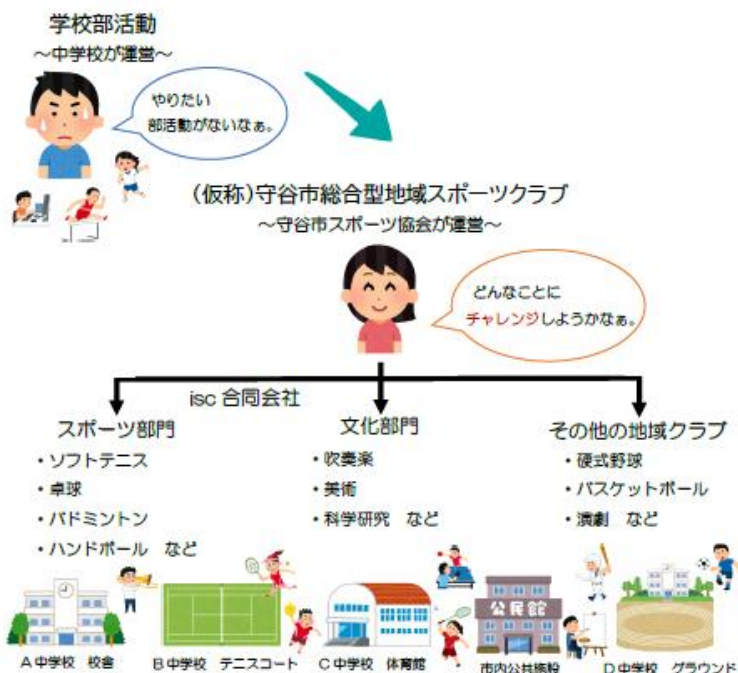 学校部活動
～中学校が運営～
やりたい
部活動がないなぁ。
(仮称)守谷市総合型地域スポーツクラブ
～守谷市スポーツ協会が運営～
どんなことに
チャレンジしようかなぁ。
isc 合同会社
スポーツ部門
・ソフトテニス
・卓球
・バドミントン
・ハンドボール など
文化部門
・吹奏楽
・美術
・科学研究 など
その他の地域クラブ
・硬式野球
・バスケットボール
・演劇 など
公民館
A中学校 校舎
B中学校 テニスコート
C中学校 体育館
市内公共施設
D中学校 グラウンド